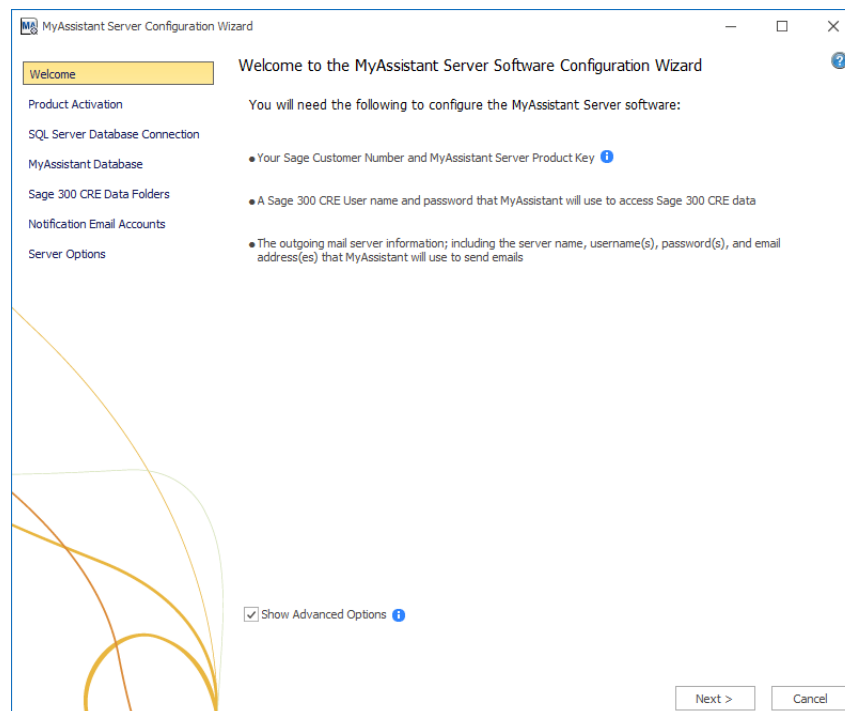 MyAssistant Server Configuration Wizard
Welcome
Product Activation
SQL Server Database Connection
MyAssistant Database
Sage 300 CRE Data Folders
Notification Email Accounts
Server Options
Welcome to the MyAssistant Server Software Configuration Wizard
You will need the following to configure the MyAssistant Server software:
● Your Sage Customer Number and MyAssistant Server Product Key
● A Sage 300 CRE User name and password that MyAssistant will use to access Sage 300 CRE data
● The outgoing mail server information; including the server name, username(s), password(s), and email
address(es) that MyAssistant will use to send emails
Show Advanced Options
Next >
Cancel